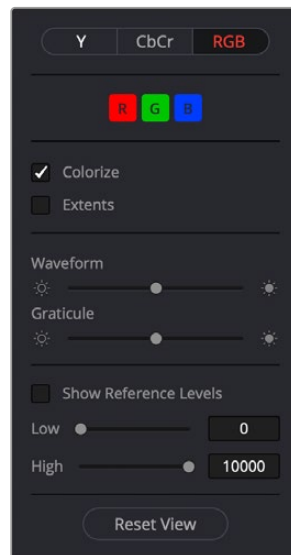 Y CbCr RGB
R G B
Colorize
Extents
Waveform
Graticule
Show Reference Levels
Low 0
High 10000
Reset View